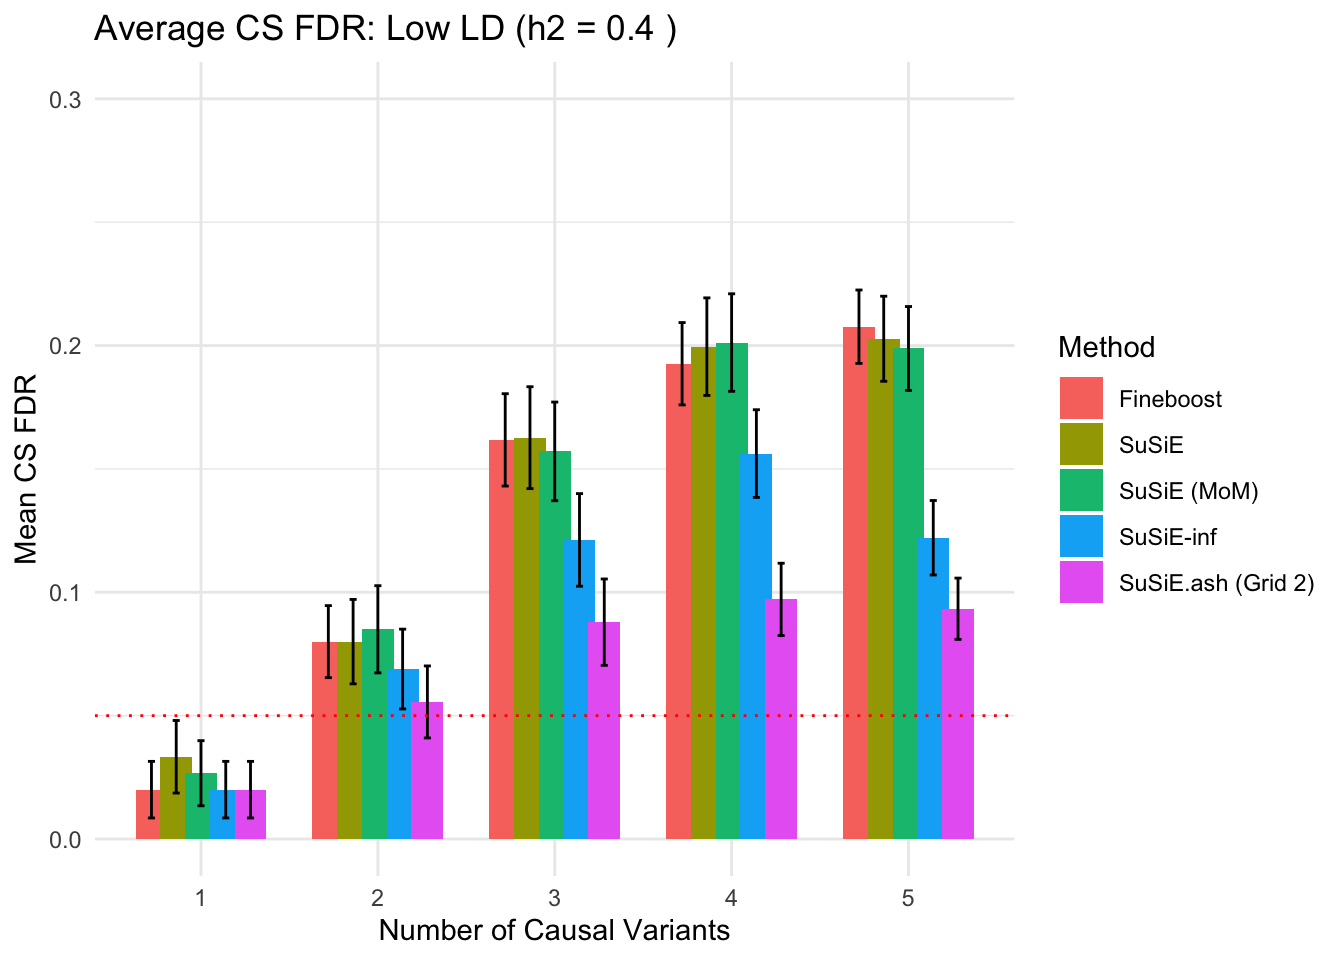 Average CS FDR: Low LD (h2 = 0.4 )
Mean CS FDR
0.3
0.2
0.1
0.0
1 2 3 4 5
Number of Causal Variants
Method
Fineboost
SuSiE
SuSiE (MoM)
SuSiE-inf
SuSiE.ash (Grid 2)